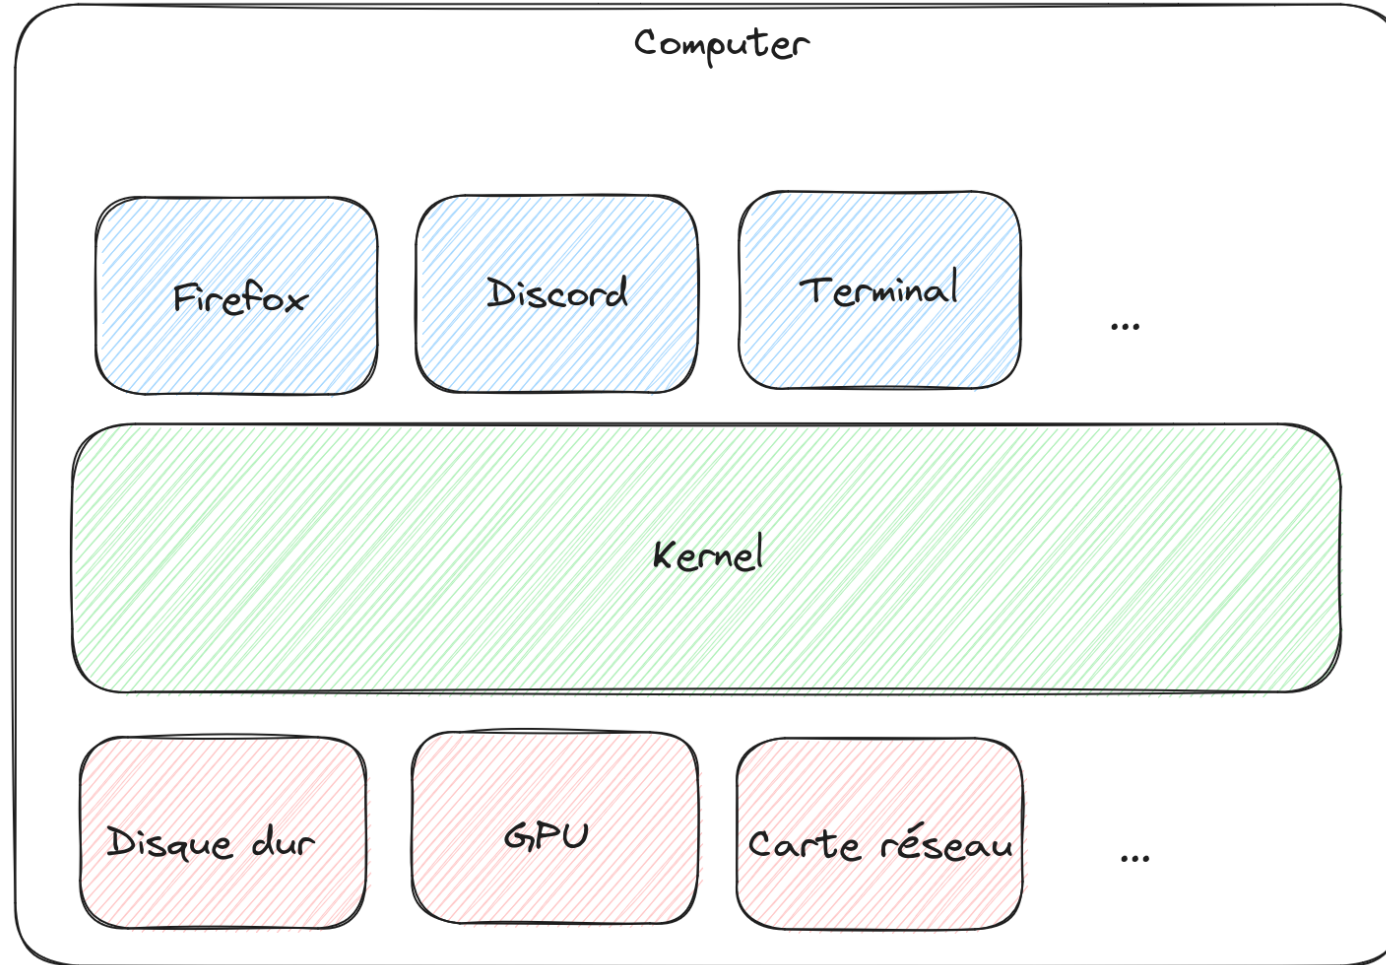 Computer
Firefox
Discord
Terminal
...
Kernel
Disque dur
GPU
Carte réseau
...